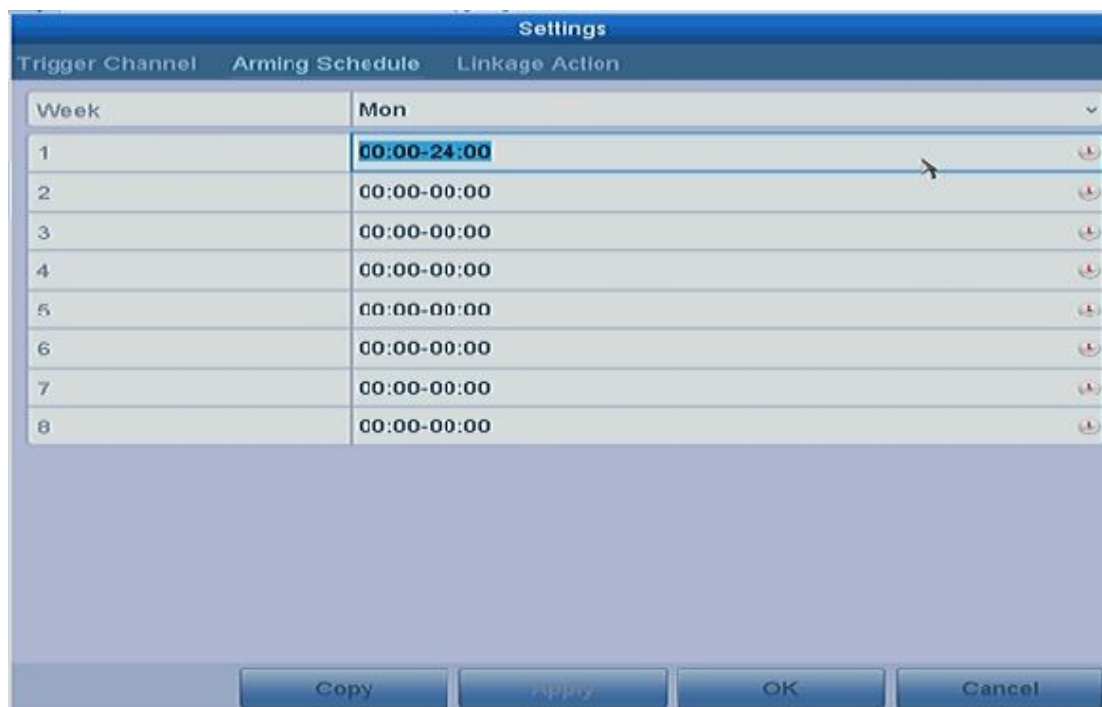 Settings
Trigger Channel Arming Schedule Linkage Action
Week Mon
1 00:00-24:00
2 00:00-00:00
3 00:00-00:00
4 00:00-00:00
5 00:00-00:00
6 00:00-00:00
7 00:00-00:00
8 00:00-00:00
Copy Apply OK Cancel